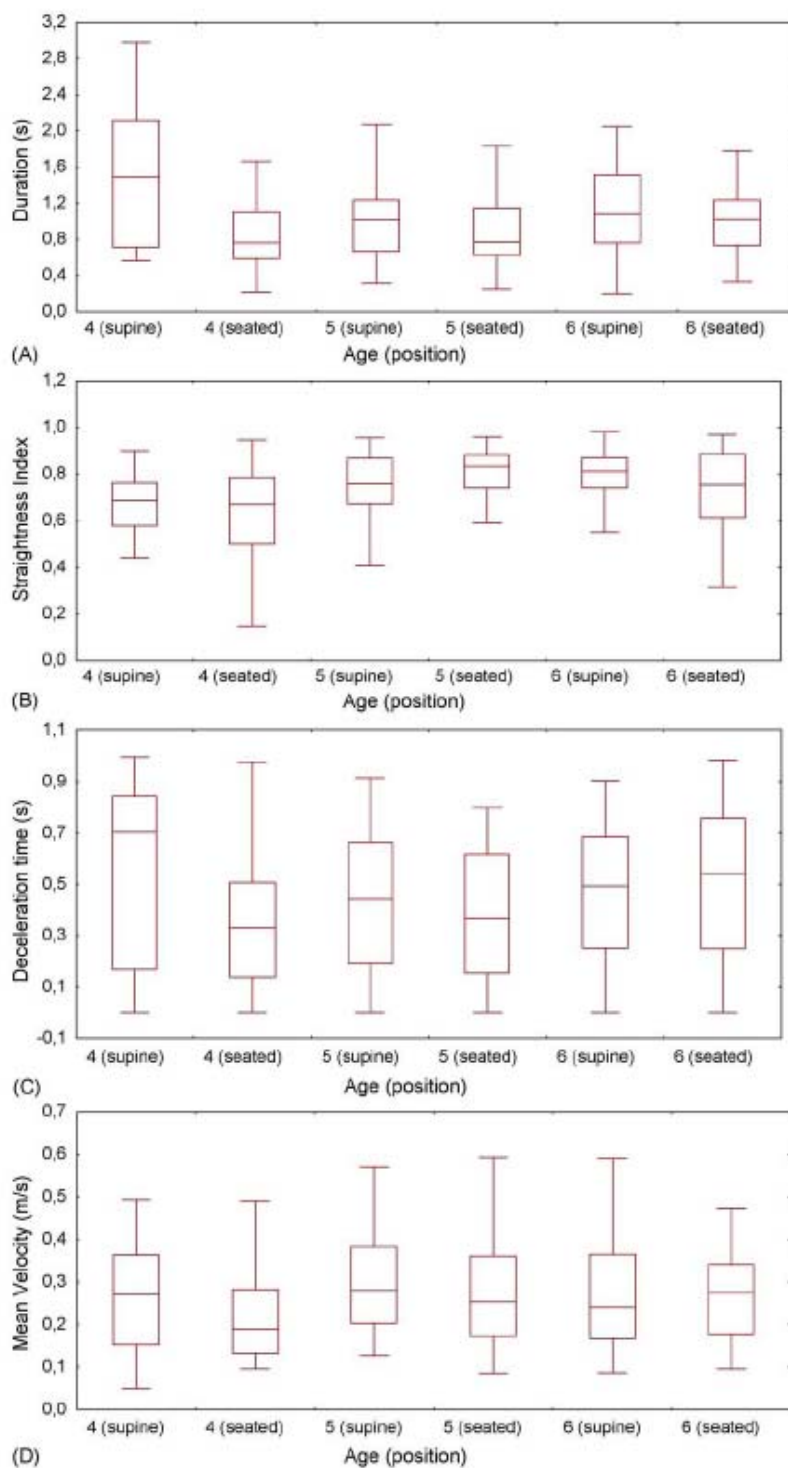 3,2
2,8
2,4
2,0
1,6
1,2
0,8
0,4
0,0
Duration (s)
4 (supine) 4 (seated) 5 (supine) 5 (seated) 6 (supine) 6 (seated)
(A) Age (position)
1,2
1,0
0,8
0,6
0,4
0,2
0,0
Straightness Index
4 (supine) 4 (seated) 5 (supine) 5 (seated) 6 (supine) 6 (seated)
(B) Age (position)
1,1
0,9
0,7
0,5
0,3
0,1
-0,1
Deceleration time (s)
4 (supine) 4 (seated) 5 (supine) 5 (seated) 6 (supine) 6 (seated)
(C) Age (position)
0,7
0,6
0,5
0,4
0,3
0,2
0,1
0,0
Mean Velocity (m/s)
4 (supine) 4 (seated) 5 (supine) 5 (seated) 6 (supine) 6 (seated)
(D) Age (position)